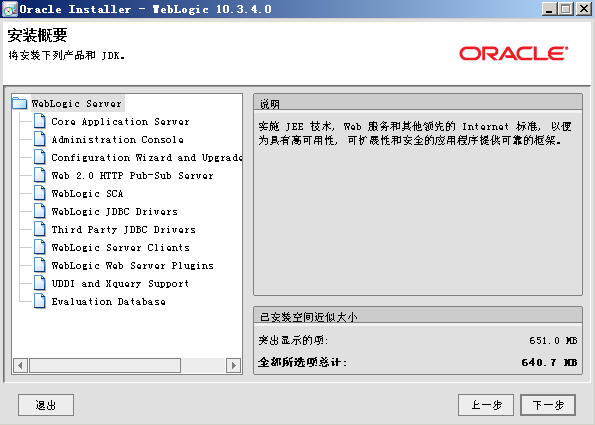 Oracle Installer - WebLogic 10.3.4.0
安装概要
将安装下列产品和 JDK。
ORACLE
WebLogic Server
Core Application Server
Administration Console
Configuration Wizard and Upgrade
Web 2.0 HTTP Pub-Sub Server
WebLogic SCA
WebLogic JDBC Drivers
Third Party JDBC Drivers
WebLogic Server Clients
WebLogic Web Server Plugins
UDDI and Xquery Support
Evaluation Database
说明
实施 JEE 技术, Web 服务和其他领先的 Internet 标准, 以便
为具有高可用性, 可扩展性和安全的应用程序提供可靠的框架。
已安装空间近似大小
突出显示的项: 651.0 MB
全部所选项总计: 640.7 MB
退出
上一步
下一步